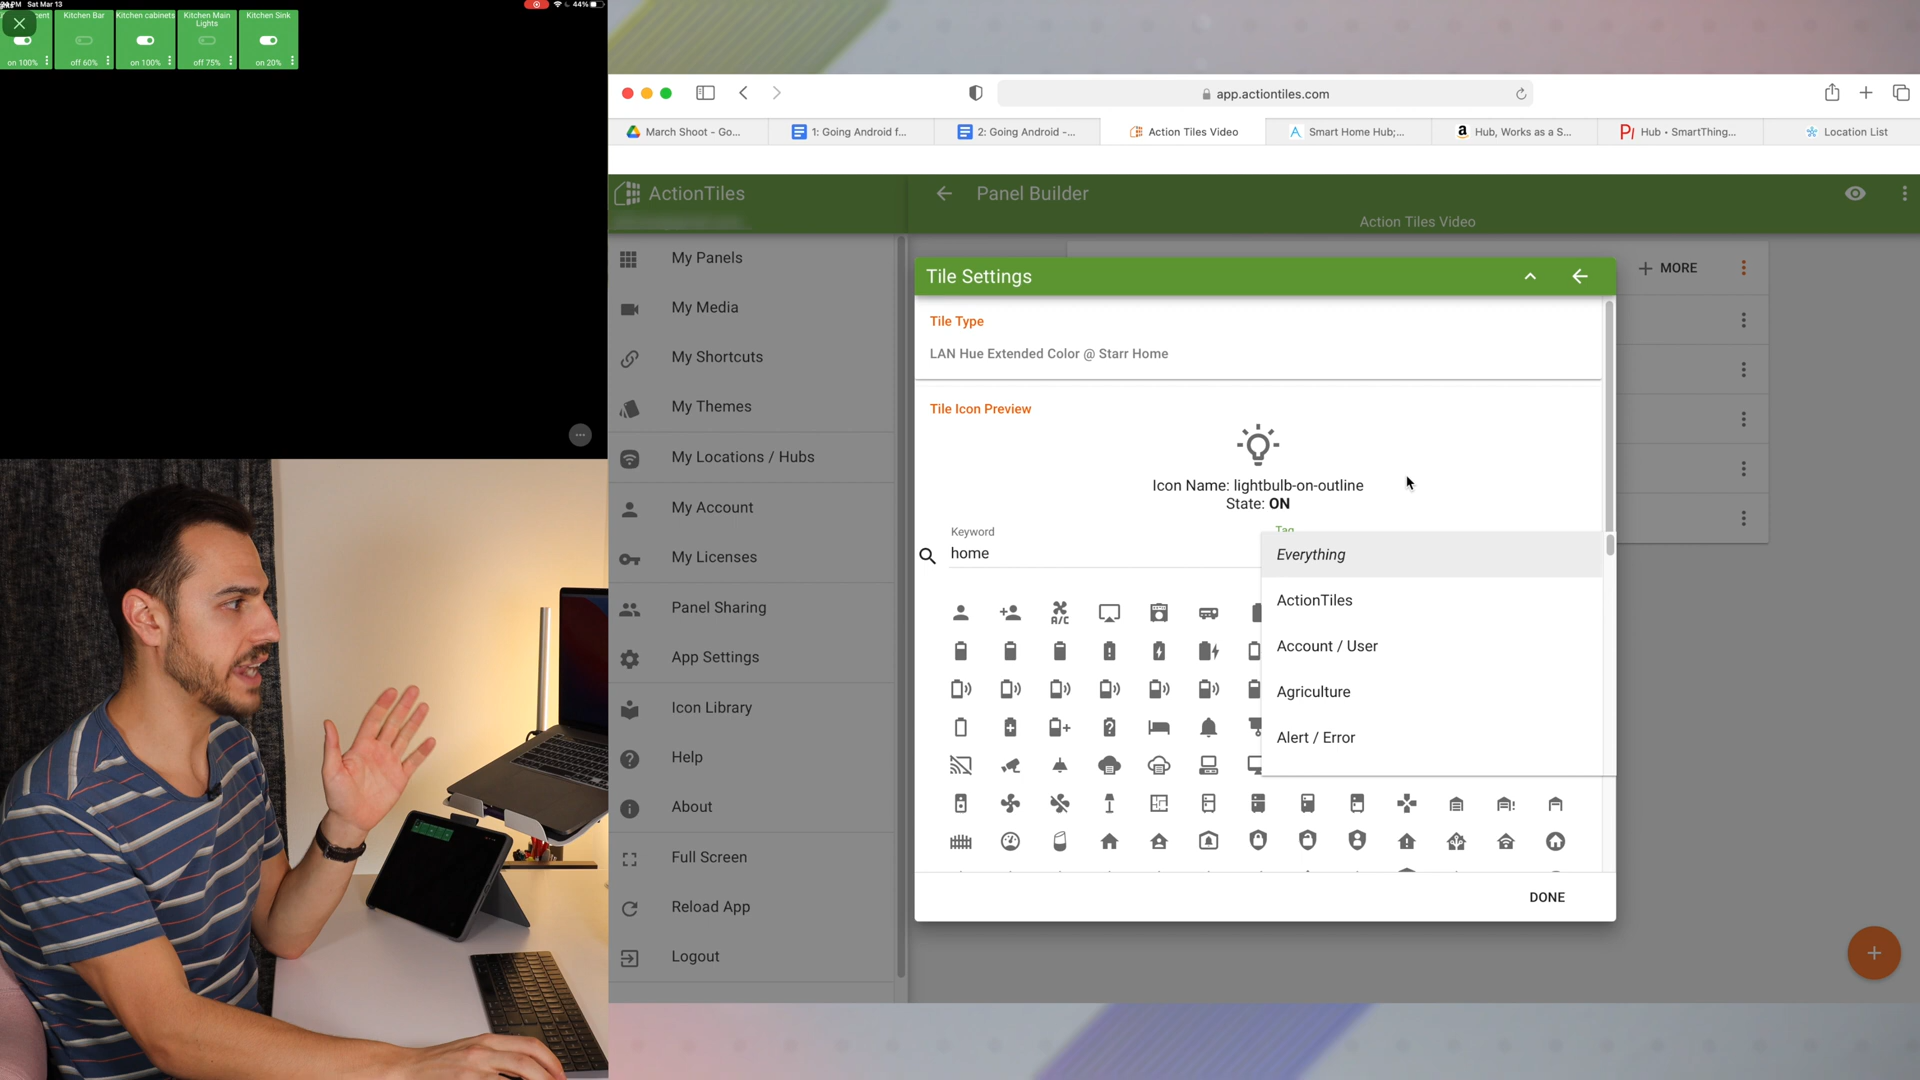 PM Sat Mar 13
44%
Kitchen Bar
Kitchen cabinets
Kitchen Main
Lights
Kitchen Sink
on 100%
off 60%
on 100%
off 75%
on 20%
app.actiontiles.com
March Shoot - Go...
1: Going Android f...
2: Going Android -...
Action Tiles Video
Smart Home Hub;...
a
Hub, Works as a S...
Hub • SmartThing...
Location List
ActionTiles
Panel Builder
Action Tiles Video
My Panels
My Media
My Shortcuts
My Themes
My Locations / Hubs
My Account
My Licenses
Panel Sharing
App Settings
Icon Library
Help
About
Full Screen
Reload App
Logout
+ MORE
Tile Settings
Tile Type
LAN Hue Extended Color @ Starr Home
Tile Icon Preview
Icon Name: lightbulb-on-outline
State: ON
Keyword
home
Tag
Everything
ActionTiles
Account / User
Agriculture
Alert / Error
A/C
DONE